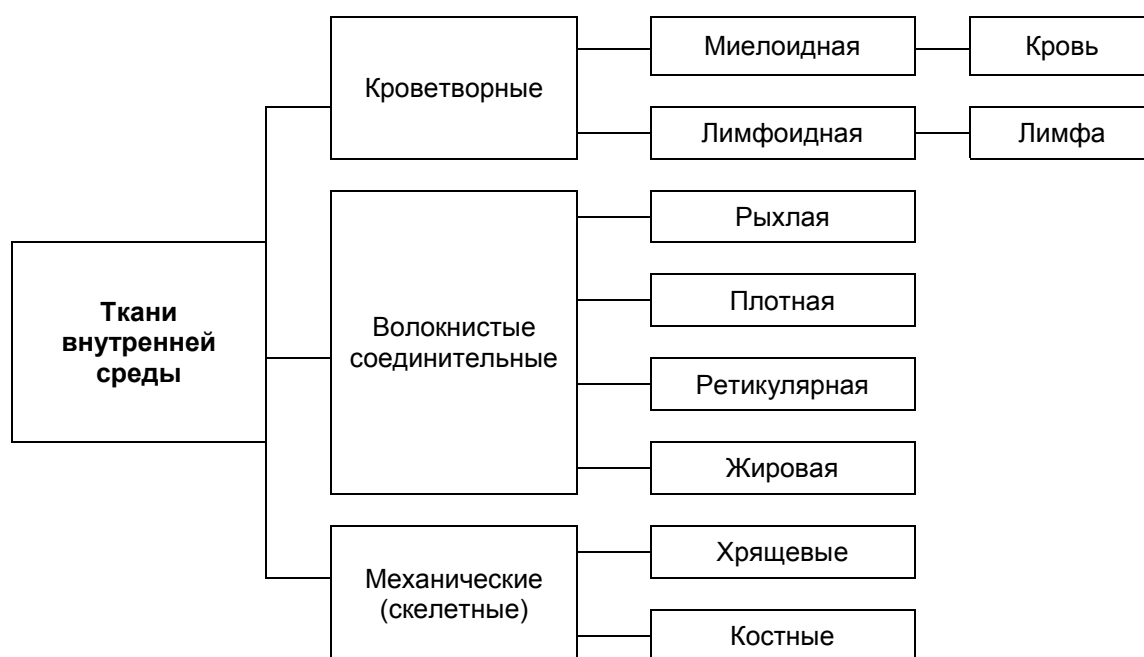 Ткани
внутренней
среды
Кроветворные
Миелоидная
Кровь
Лимфоидная
Лимфа
Волокнистые
соединительные
Рыхлая
Плотная
Ретикулярная
Жировая
Механические
(скелетные)
Хрящевые
Костные